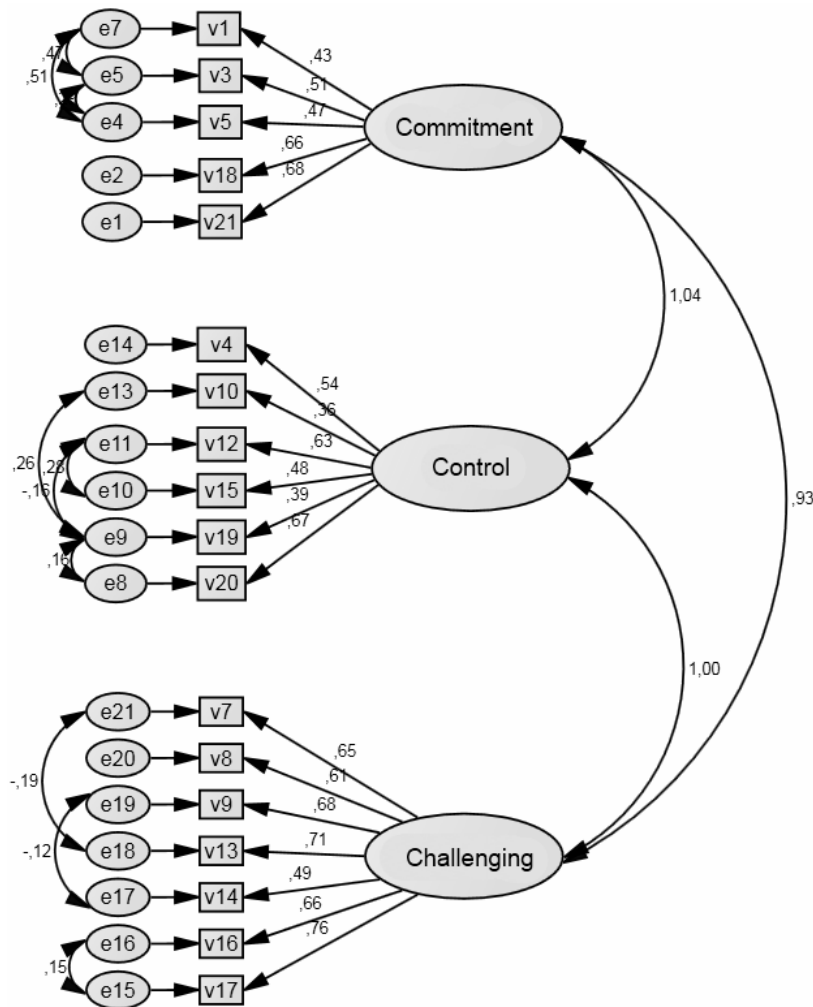 e7 v1 ,43
,47
e5 v3 ,51
,51
e4 v5 ,47
Commitment
e2 v18 ,66
e1 v21 ,68
1,04
e14 v4 ,54
e13 v10 ,36
e11 v12 ,63
,26 ,28
-,16
e10 v15 ,48
Control
e9 v19 ,39
,16
e8 v20 ,67
,93
1,00
e21 v7 ,65
e20 v8 ,61
-,19
e19 v9 ,68
e18 v13 ,71
-,12
Challenging
e17 v14 ,49
e16 v16 ,66
,15
e15 v17 ,76